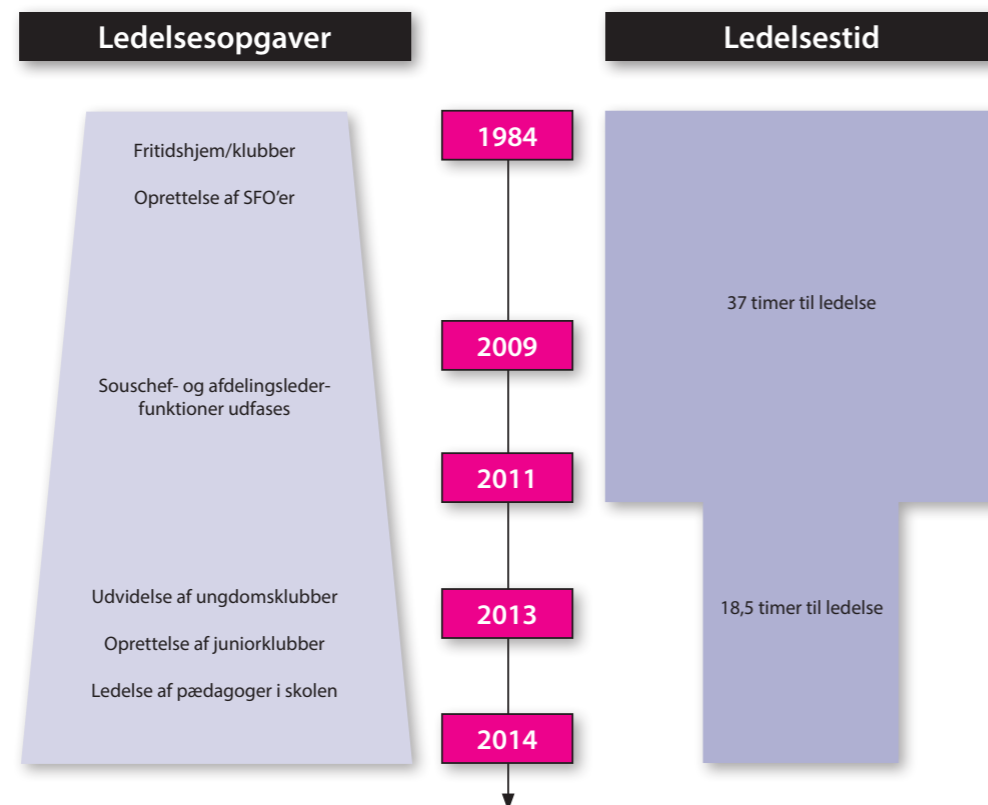 Ledelsesopgaver
Ledelsestid
Fritidshjem/klubber
Oprettelse af SFO’er
Souschef- og afdelingsleder-
funktioner udfases
Udvidelse af ungdomsklubber
Oprettelse af juniorklubber
Ledelse af pædagoger i skolen
1984
2009
2011
2013
2014
37 timer til ledelse
18,5 timer til ledelse